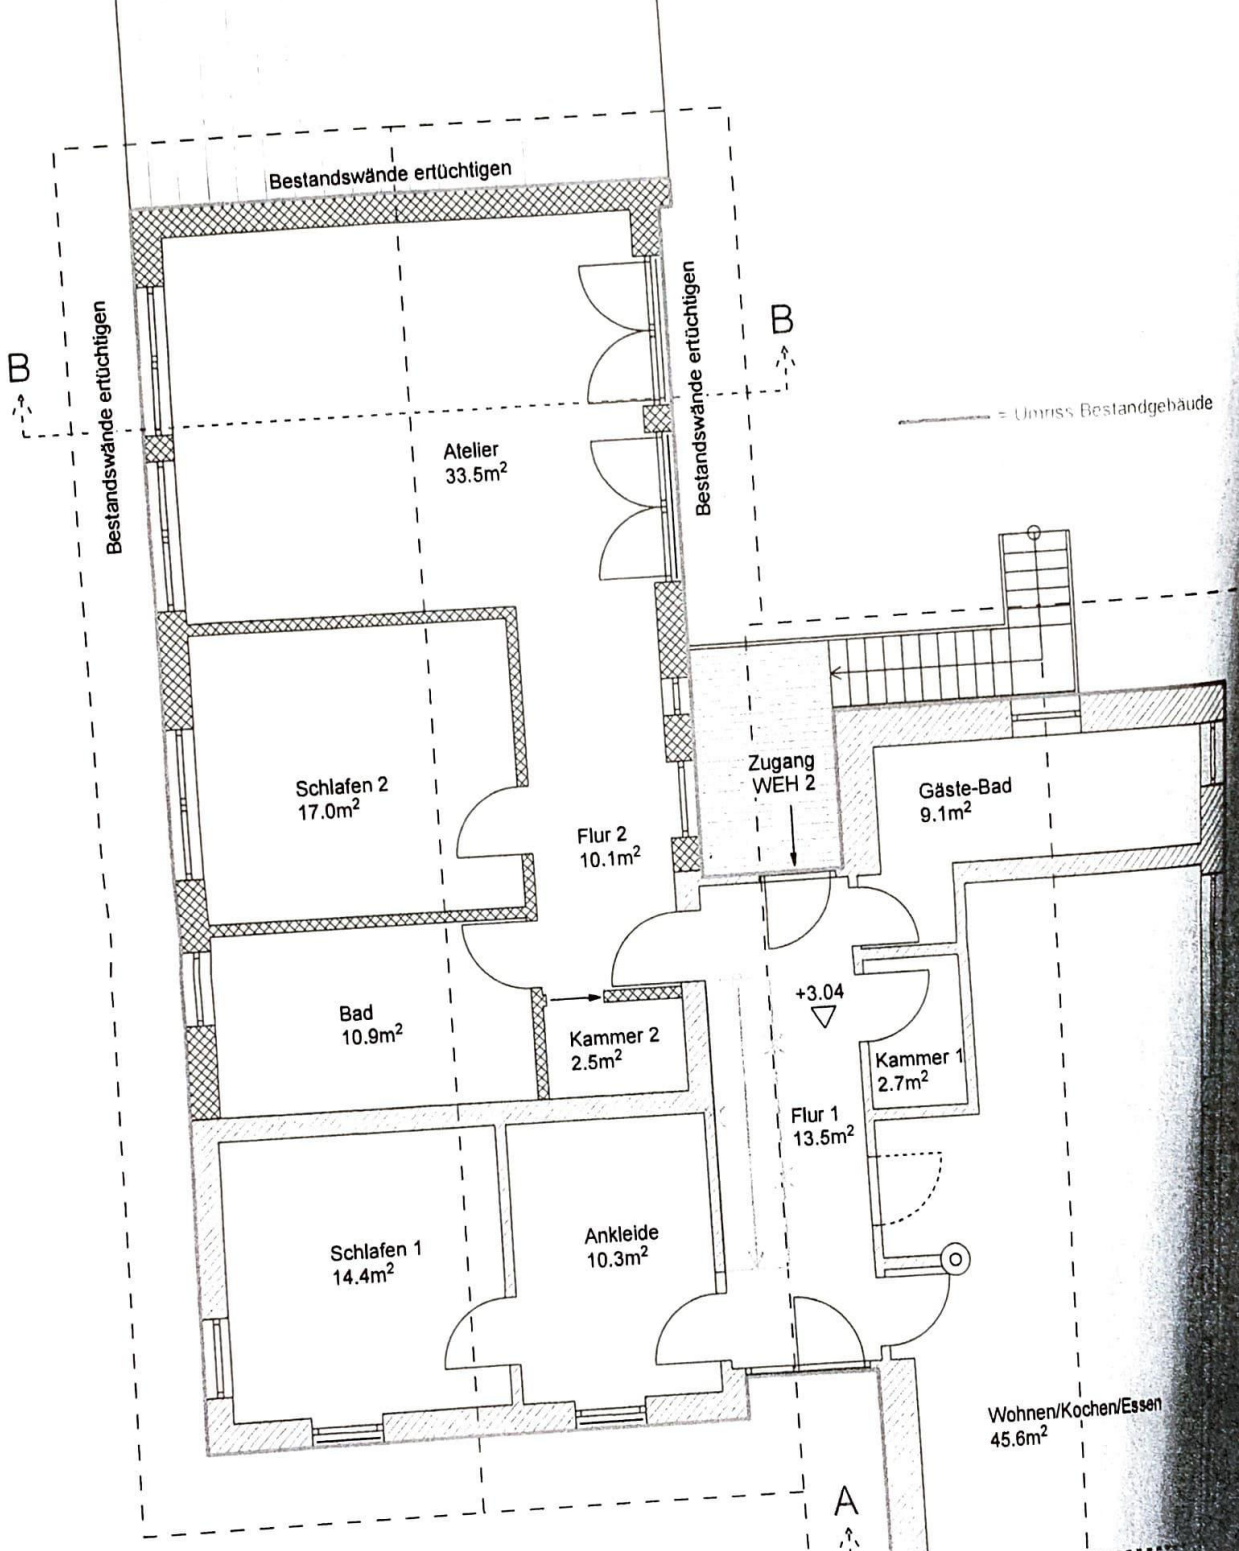 Bestandswände ertüchtigen
Bestandswände ertüchtigen
Bestandswände ertüchtigen
B
B
= Umriss Bestandgebäude
Atelier
33.5m²
Schlafen 2
17.0m²
Flur 2
10.1m²
Zugang
WEH 2
Gäste-Bad
9.1m²
Bad
10.9m²
Kammer 2
2.5m²
+3.04
Kammer 1
2.7m²
Flur 1
13.5m²
Schlafen 1
14.4m²
Ankleide
10.3m²
Wohnen/Kochen/Essen
45.6m²
A